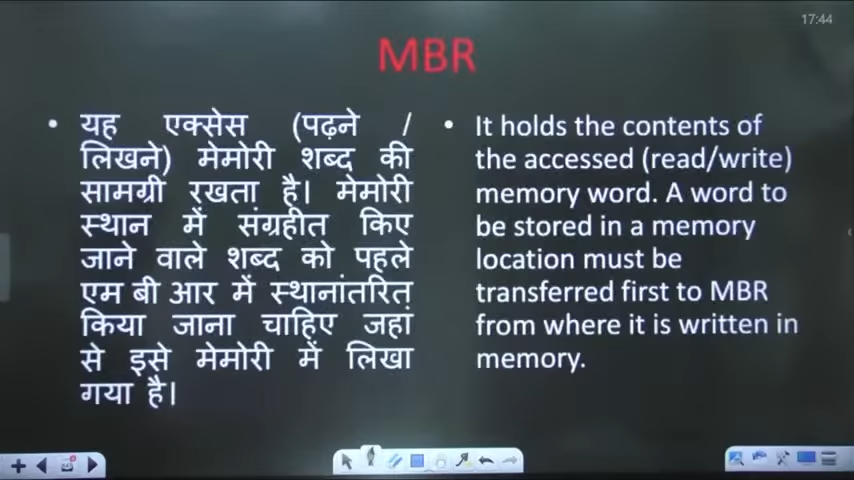 17:44
MBR
• यह एक्सेस (पढ़ने /
लिखने) मेमोरी शब्द की
सामग्री रखता है। मेमोरी
स्थान में संग्रहीत किए
जाने वाले शब्द को पहले
एम बी आर में स्थानांतरित
किया जाना चाहिए जहां
से इसे मेमोरी में लिखा
गया है।
• It holds the contents of
the accessed (read/write)
memory word. A word to
be stored in a memory
location must be
transferred first to MBR
from where it is written in
memory.